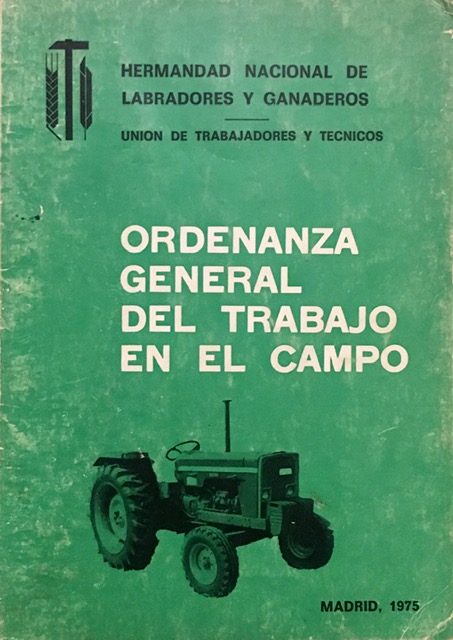 HERMANDAD NACIONAL DE
LABRADORES Y GANADEROS
UNION DE TRABAJADORES Y TECNICOS
ORDENANZA
GENERAL
DEL TRABAJO
EN EL CAMPO
MADRID, 1975